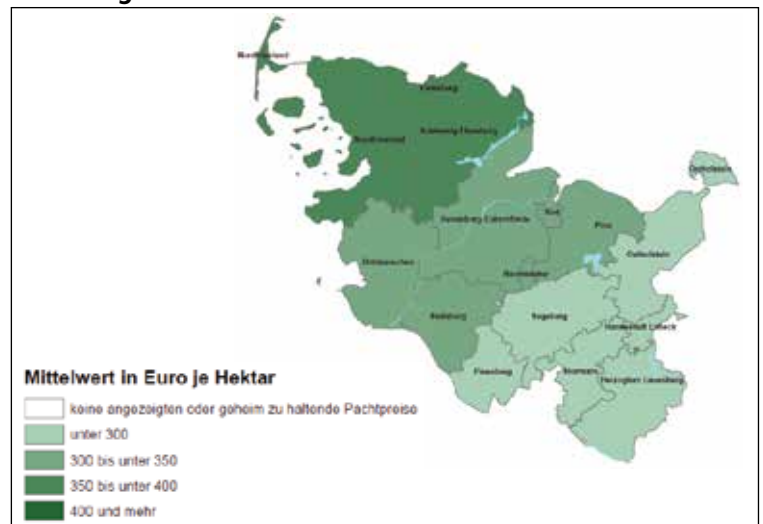 Nordfriesland
Flensburg
Schleswig-Flensburg
Nordfriesland
Ostholstein
Rendsburg-Eckernförde
Kiel
Plön
Ostholstein
Dithmarschen
Neumünster
Steinburg
Segeberg
Hansestadt Lübeck
Pinneberg
Stormarn
Herzogtum Lauenburg
Mittelwert in Euro je Hektar
keine angezeigten oder geheim zu haltende Pachtpreise
unter 300
300 bis unter 350
350 bis unter 400
400 und mehr